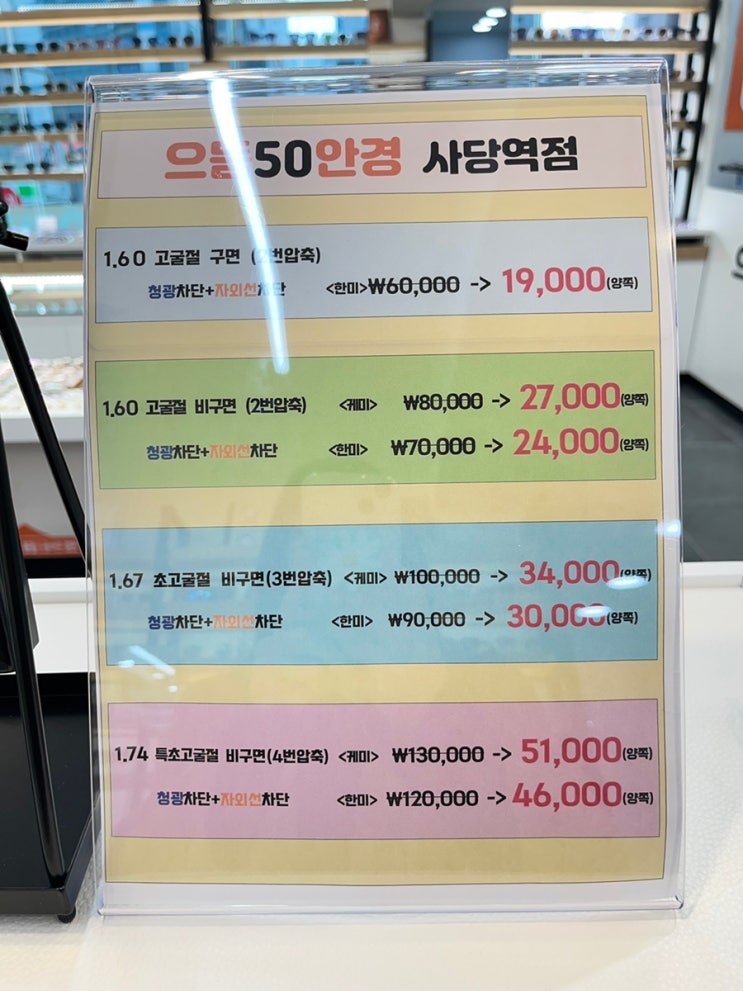 으뜸50안경 사당역점
1.60 고굴절 구면 (2번압축)
청광차단+자외선차단 <한미>₩60,000 -> 19,000(양쪽)
1.60 고굴절 비구면 (2번압축) <케미> ₩80,000 -> 27,000(양쪽)
청광차단+자외선차단 <한미> ₩70,000 -> 24,000(양쪽)
1.67 초고굴절 비구면(3번압축) <케미> ₩100,000 -> 34,000(양쪽)
청광차단+자외선차단 <한미> ₩90,000 -> 30,000(양쪽)
1.74 특초고굴절 비구면(4번압축) <케미> ₩130,000 -> 51,000(양쪽)
청광차단+자외선차단 <한미> ₩120,000 -> 46,000(양쪽)